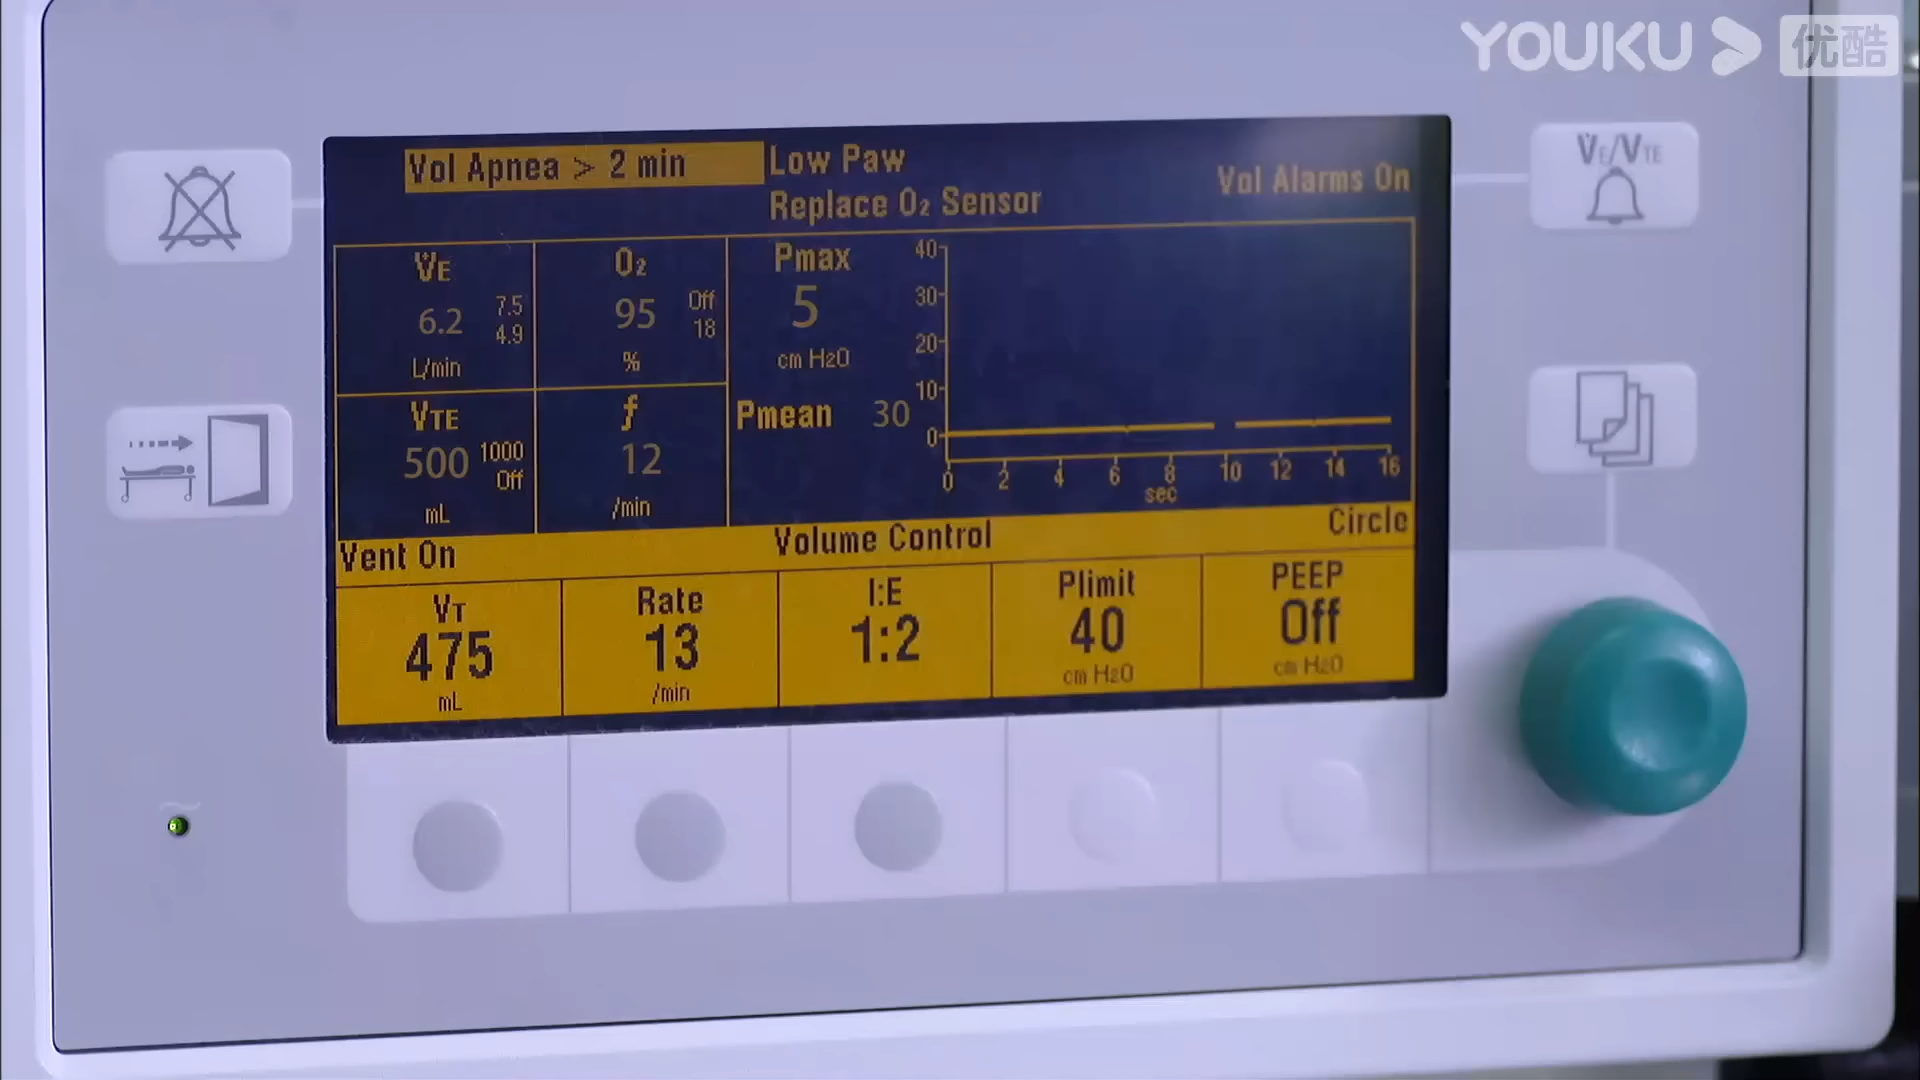 YOUKU 优酷
Vol Apnea > 2 min
Low Paw
Replace O2 Sensor
Vol Alarms On
V̇E/VTE
V̇E
6.2
7.5
4.9
L/min
O2
95
Off
18
%
VTE
500
1000
Off
mL
f
12
/min
Pmax
5
cm H2O
Pmean 30
40
30
20
10
0
0 2 4 6 8 10 12 14 16
sec
Vent On
Volume Control
Circle
VT
475
mL
Rate
13
/min
I:E
1:2
Plimit
40
cm H2O
PEEP
Off
cm H2O